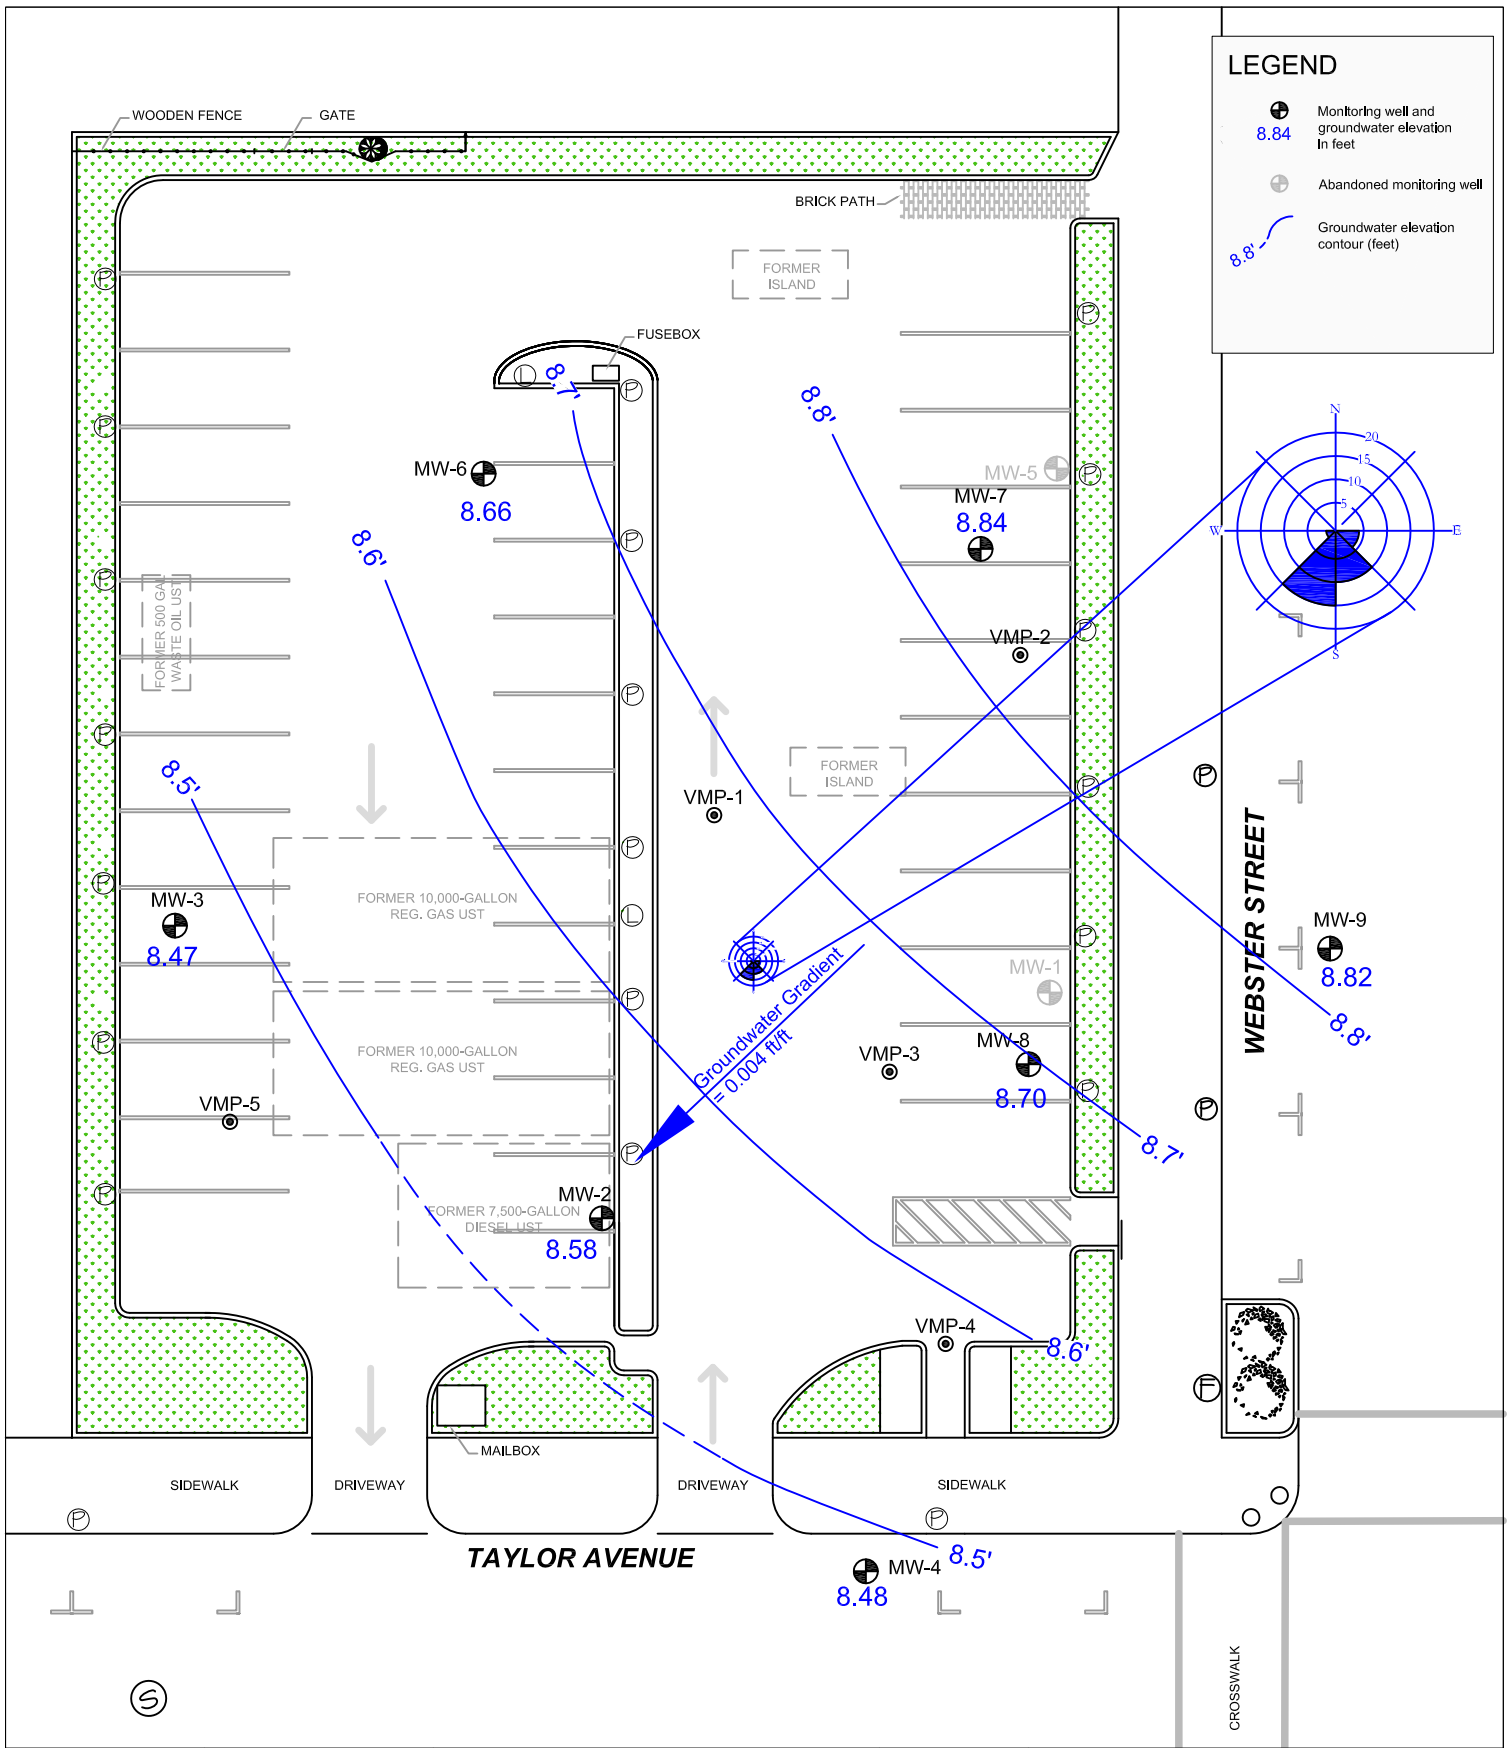 LEGEND
Monitoring well and
groundwater elevation
In feet
8.84
Abandoned monitoring well
Groundwater elevation
contour (feet)
8.8'
WOODEN FENCE
GATE
BRICK PATH
FORMER
ISLAND
FUSEBOX
L
P
P
P
8.7'
8.8'
P
P
MW-6
8.66
MW-5
P
MW-7
8.84
N
20
15
10
5
W
E
S
8.6'
P
P
FORMER 500 GAL
WASTE OIL UST
VMP-2
P
P
P
8.5'
VMP-1
FORMER
ISLAND
P
P
P
FORMER 10,000-GALLON
REG. GAS UST
P
P
L
MW-3
8.47
P
WEBSTER STREET
MW-9
8.82
MW-1
Groundwater Gradient
= 0.004 ft/ft
P
8.8'
FORMER 10,000-GALLON
REG. GAS UST
P
VMP-3
MW-8
8.70
P
P
VMP-5
8.7'
P
P
MW-2
FORMER 7,500-GALLON
DIESEL UST
8.58
VMP-4
8.6'
F
MAILBOX
SIDEWALK
DRIVEWAY
DRIVEWAY
SIDEWALK
P
P
TAYLOR AVENUE
8.5'
MW-4
8.48
CROSSWALK
S